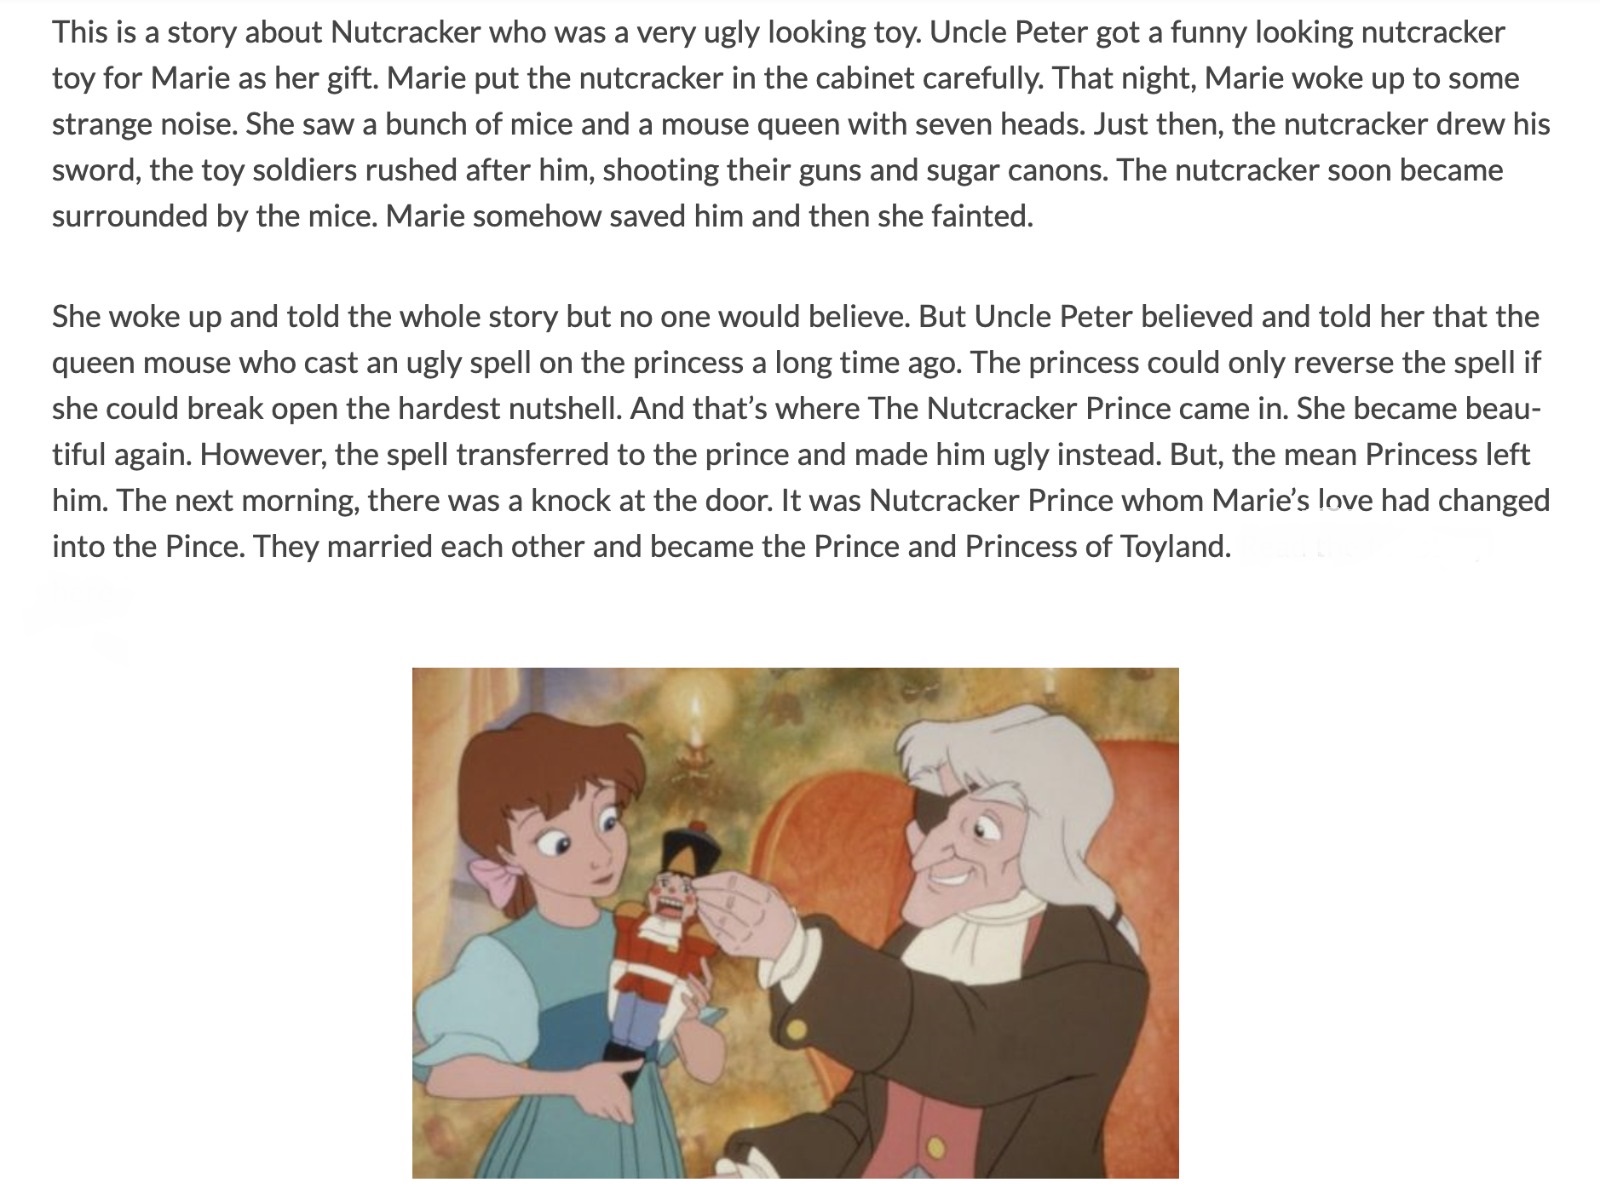 This is a story about Nutcracker who was a very ugly looking toy. Uncle Peter got a funny looking nutcracker
toy for Marie as her gift. Marie put the nutcracker in the cabinet carefully. That night, Marie woke up to some
strange noise. She saw a bunch of mice and a mouse queen with seven heads. Just then, the nutcracker drew his
sword, the toy soldiers rushed after him, shooting their guns and sugar canons. The nutcracker soon became
surrounded by the mice. Marie somehow saved him and then she fainted.
She woke up and told the whole story but no one would believe. But Uncle Peter believed and told her that the
queen mouse who cast an ugly spell on the princess a long time ago. The princess could only reverse the spell if
she could break open the hardest nutshell. And that’s where The Nutcracker Prince came in. She became beau-
tiful again. However, the spell transferred to the prince and made him ugly instead. But, the mean Princess left
him. The next morning, there was a knock at the door. It was Nutcracker Prince whom Marie’s love had changed
into the Pince. They married each other and became the Prince and Princess of Toyland.